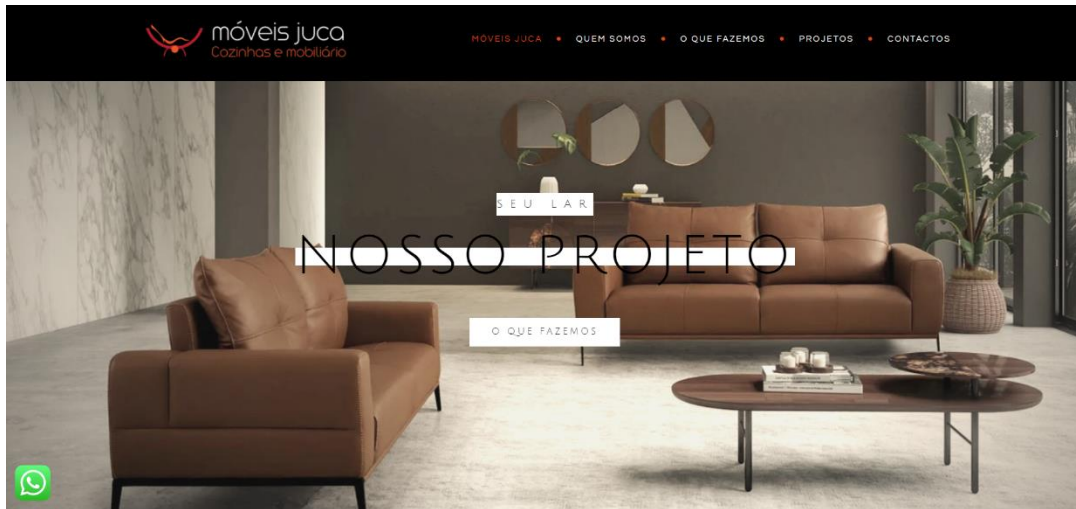 móveis juca
Cozinhas e mobiliário
MÓVEIS JUCA • QUEM SOMOS • O QUE FAZEMOS • PROJETOS • CONTACTOS
SEU LAR
NOSSO PROJETO
O QUE FAZEMOS